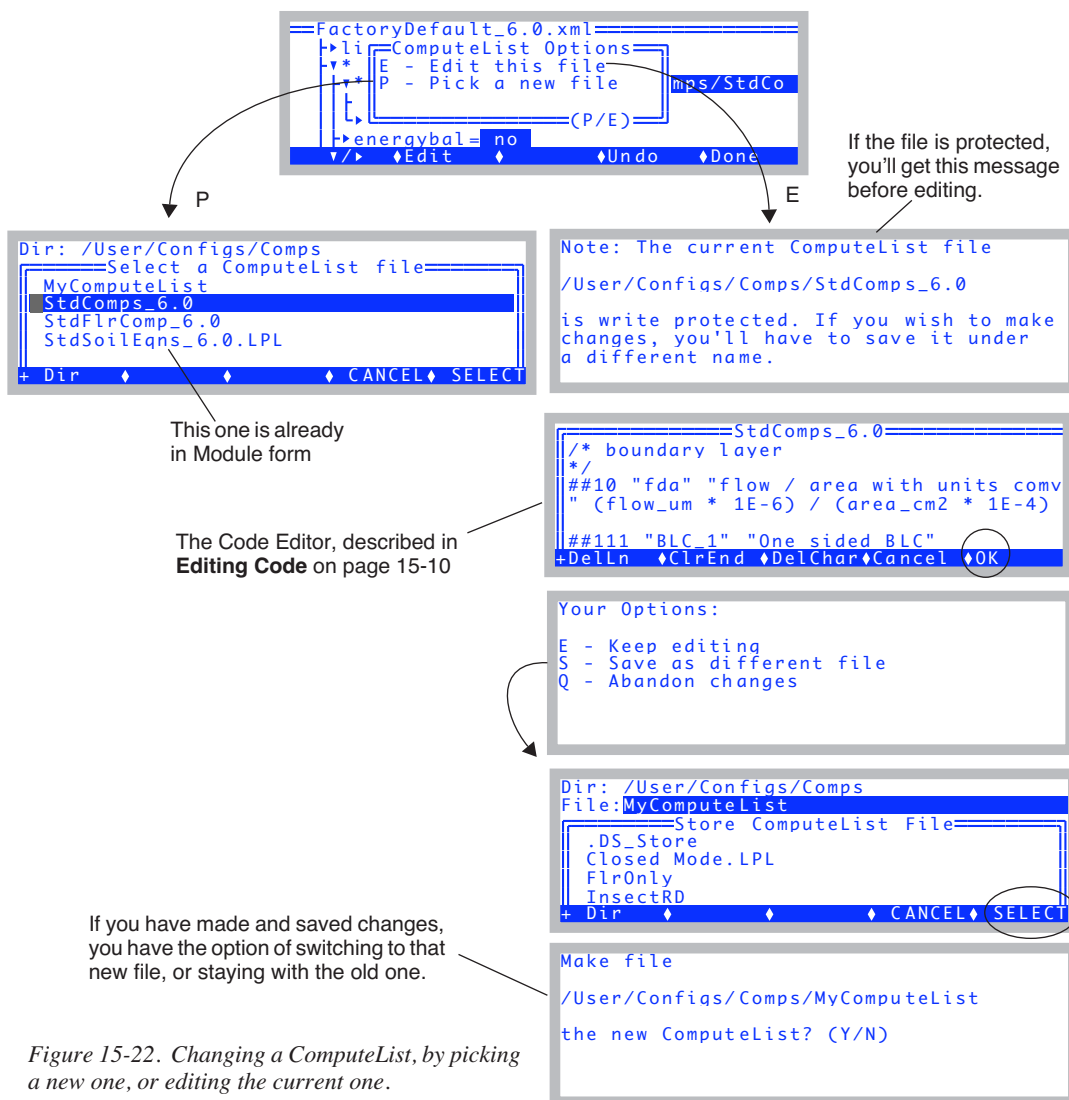 FactoryDefault_6.0.xml
li
ComputeList Options
*
E - Edit this file
*
P - Pick a new file
mps/StdCo
(P/E)
energybal= no
Edit
Undo
Done
P
E
If the file is protected,
you'll get this message
before editing.
Dir: /User/Configs/Comps
Select a ComputeList file
MyComputeList
StdComps_6.0
StdFlrComp_6.0
StdSoilEqns_6.0.LPL
+ Dir ♦ ♦ ♦ CANCEL♦ SELECT
This one is already
in Module form
Note: The current ComputeList file
/User/Configs/Comps/StdComps_6.0
is write protected. If you wish to make
changes, you'll have to save it under
a different name.
The Code Editor, described in
Editing Code on page 15-10
StdComps_6.0
/* boundary layer
*/
##10 "fda" "flow / area with units comv
" (flow_um * 1E-6) / (area_cm2 * 1E-4)
##111 "BLC_1" "One sided BLC"
+DelLn ♦ClrEnd ♦DelChar♦Cancel ♦OK
Your Options:
E - Keep editing
S - Save as different file
Q - Abandon changes
Dir: /User/Configs/Comps
File:MyComputeList
Store ComputeList File
.DS_Store
Closed Mode.LPL
FlrOnly
InsectRD
+ Dir ♦ ♦ ♦ CANCEL♦ SELECT
If you have made and saved changes,
you have the option of switching to that
new file, or staying with the old one.
Make file
/User/Configs/Comps/MyComputeList
the new ComputeList? (Y/N)
Figure 15-22. Changing a ComputeList, by picking
a new one, or editing the current one.